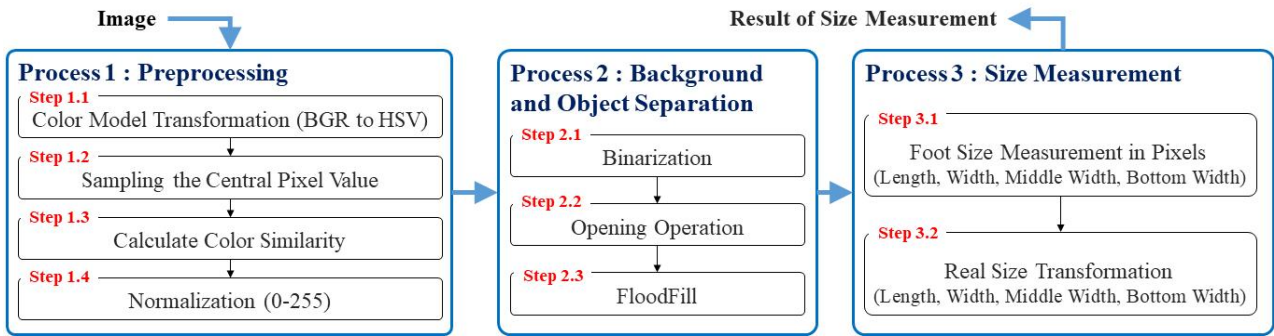 Image
Result of Size Measurement
Process 1 : Preprocessing
Step 1.1
Color Model Transformation (BGR to HSV)
Step 1.2
Sampling the Central Pixel Value
Step 1.3
Calculate Color Similarity
Step 1.4
Normalization (0-255)
Process 2 : Background
and Object Separation
Step 2.1
Binarization
Step 2.2
Opening Operation
Step 2.3
FloodFill
Process 3 : Size Measurement
Step 3.1
Foot Size Measurement in Pixels
(Length, Width, Middle Width, Bottom Width)
Step 3.2
Real Size Transformation
(Length, Width, Middle Width, Bottom Width)